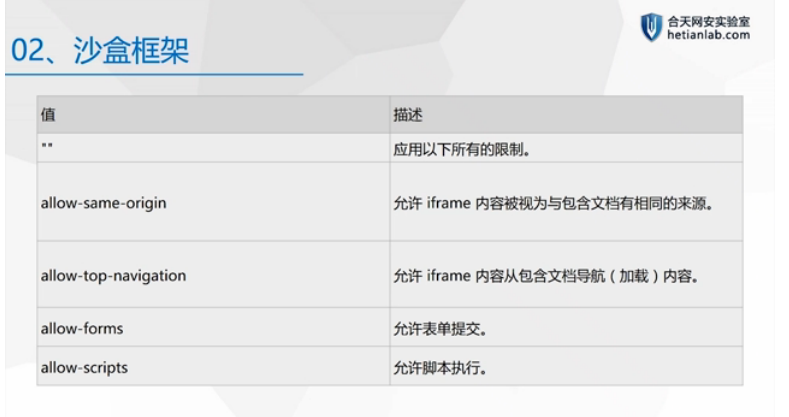 合天网安实验室
hetianlab.com
02、沙盒框架
值 描述
"" 应用以下所有的限制。
allow-same-origin 允许 iframe 内容被视为与包含文档有相同的来源。
allow-top-navigation 允许 iframe 内容从包含文档导航（加载）内容。
allow-forms 允许表单提交。
allow-scripts 允许脚本执行。